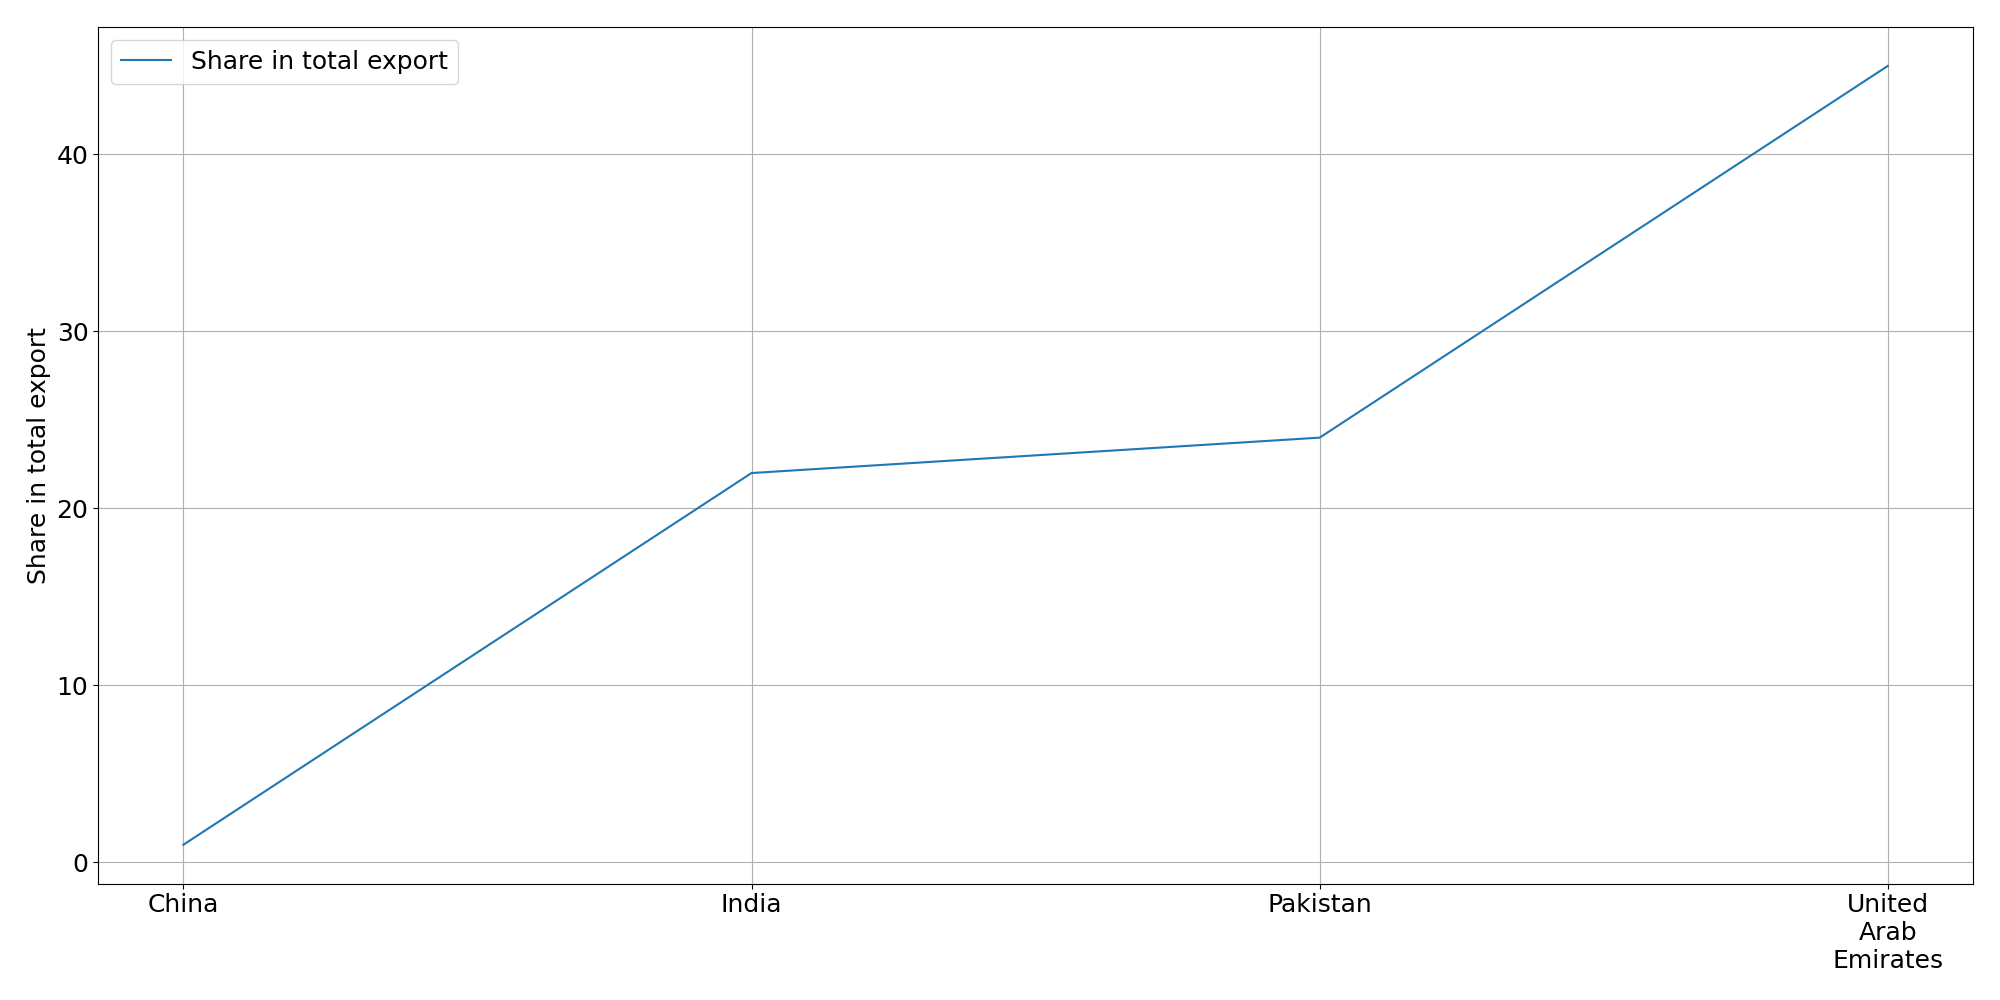 Share in total export
Share in total export
40
30
20
10
0
China
India
Pakistan
United
Arab
Emirates